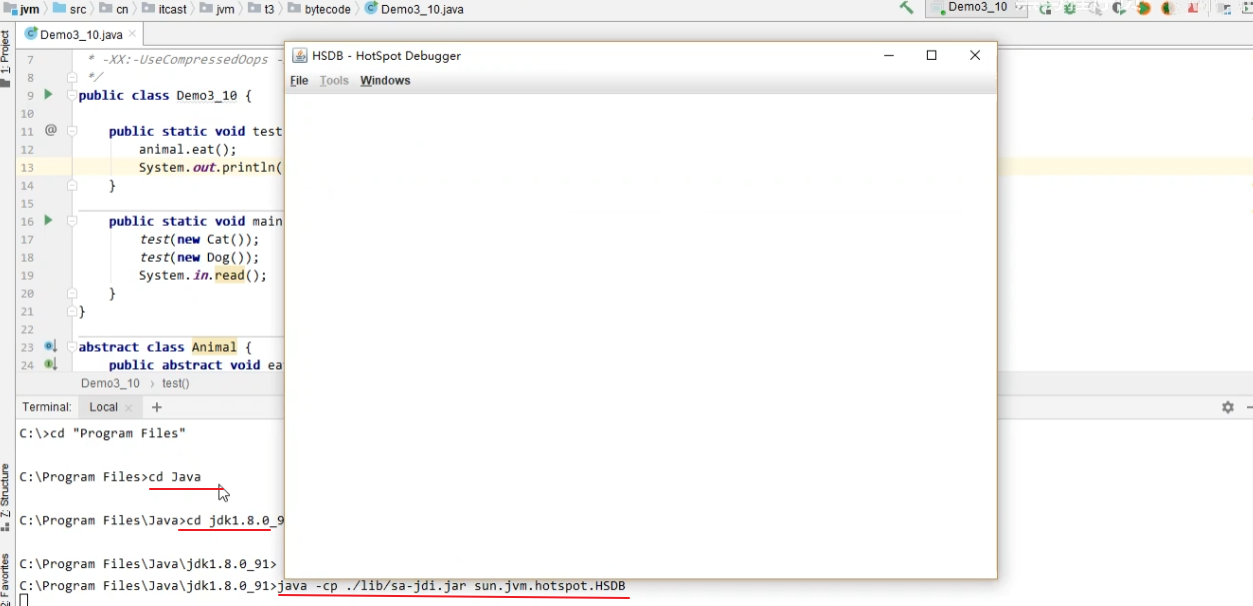 jvm src cn itcast jvm t3 bytecode Demo3_10.java
Demo3_10
1: Project
Demo3_10.java
7 * -XX:-UseCompressedOops -
8 */
9 public class Demo3_10 {
10
11 @ public static void test
12 animal.eat();
13 System.out.println(
14 }
15
16 public static void main
17 test(new Cat());
18 test(new Dog());
19 System.in.read();
20 }
21 }
22
23 abstract class Animal {
24 public abstract void ea
Demo3_10 › test()
HSDB - HotSpot Debugger
File Tools Windows
Terminal: Local +
7: Structure
2: Favorites
C:\>cd "Program Files"
C:\Program Files>cd Java
C:\Program Files\Java>cd jdk1.8.0_9
C:\Program Files\Java\jdk1.8.0_91>
C:\Program Files\Java\jdk1.8.0_91>java -cp ./lib/sa-jdi.jar sun.jvm.hotspot.HSDB